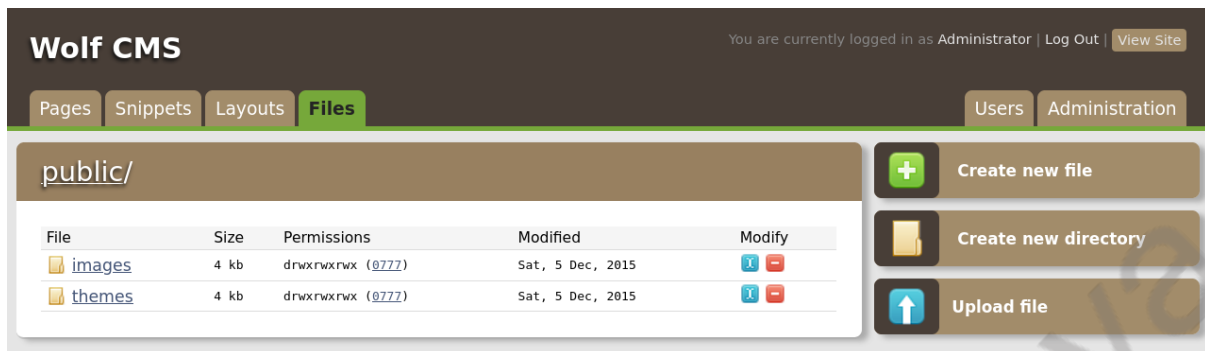 Wolf CMS
You are currently logged in as Administrator | Log Out | View Site
Pages Snippets Layouts Files Users Administration
public/
File Size Permissions Modified Modify
images 4 kb drwxrwxrwx (0777) Sat, 5 Dec, 2015
themes 4 kb drwxrwxrwx (0777) Sat, 5 Dec, 2015
Create new file
Create new directory
Upload file